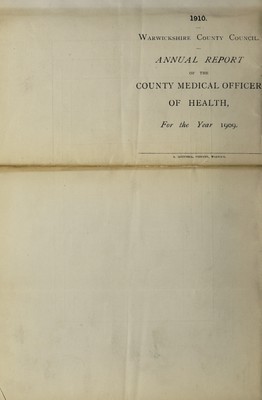 1910.
Warwickshire County Council.
ANNUAL REPORT
OF THE
COUNTY MEDICAL OFFICER
OF HEALTH,
For the Year 1909.